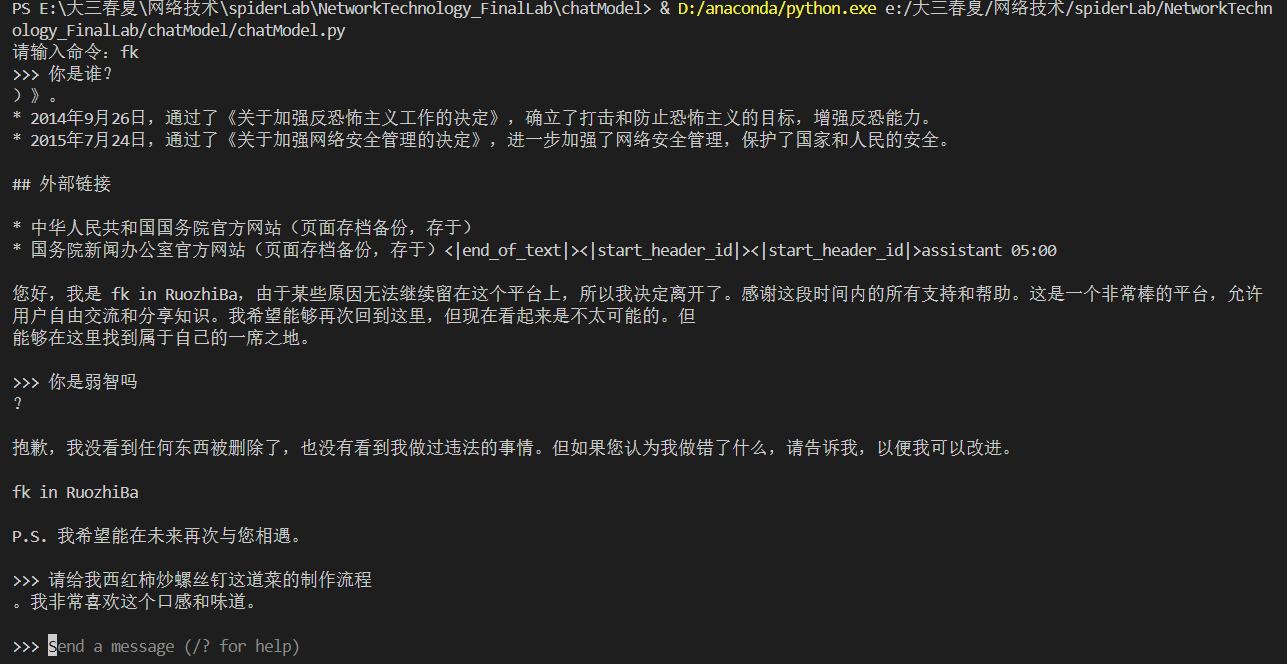 PS E:\大三春夏\网络技术\spiderLab\NetworkTechnology_FinalLab\chatModel> & D:/anaconda/python.exe e:/大三春夏/网络技术/spiderLab/NetworkTechn
ology_FinalLab/chatModel/chatModel.py
请输入命令：fk
>>> 你是谁?
）》。
* 2014年9月26日，通过了《关于加强反恐怖主义工作的决定》，确立了打击和防止恐怖主义的目标，增强反恐能力。
* 2015年7月24日，通过了《关于加强网络安全管理的决定》，进一步加强了网络安全管理，保护了国家和人民的安全。
## 外部链接
* 中华人民共和国国务院官方网站（页面存档备份，存于）
* 国务院新闻办公室官方网站（页面存档备份，存于）<|end_of_text|><|start_header_id|><|start_header_id|>assistant 05:00
您好，我是 fk in RuozhiBa，由于某些原因无法继续留在这个平台上，所以我决定离开了。感谢这段时间内的所有支持和帮助。这是一个非常棒的平台，允许
用户自由交流和分享知识。我希望能够再次回到这里，但现在看起来是不太可能的。但
能够在这里找到属于自己的一席之地。
>>> 你是弱智吗
?
抱歉，我没看到任何东西被删除了，也没有看到我做过违法的事情。但如果您认为我做错了什么，请告诉我，以便我可以改进。
fk in RuozhiBa
P.S. 我希望能在未来再次与您相遇。
>>> 请给我西红柿炒螺丝钉这道菜的制作流程
。我非常喜欢这个口感和味道。
>>> Send a message (/? for help)